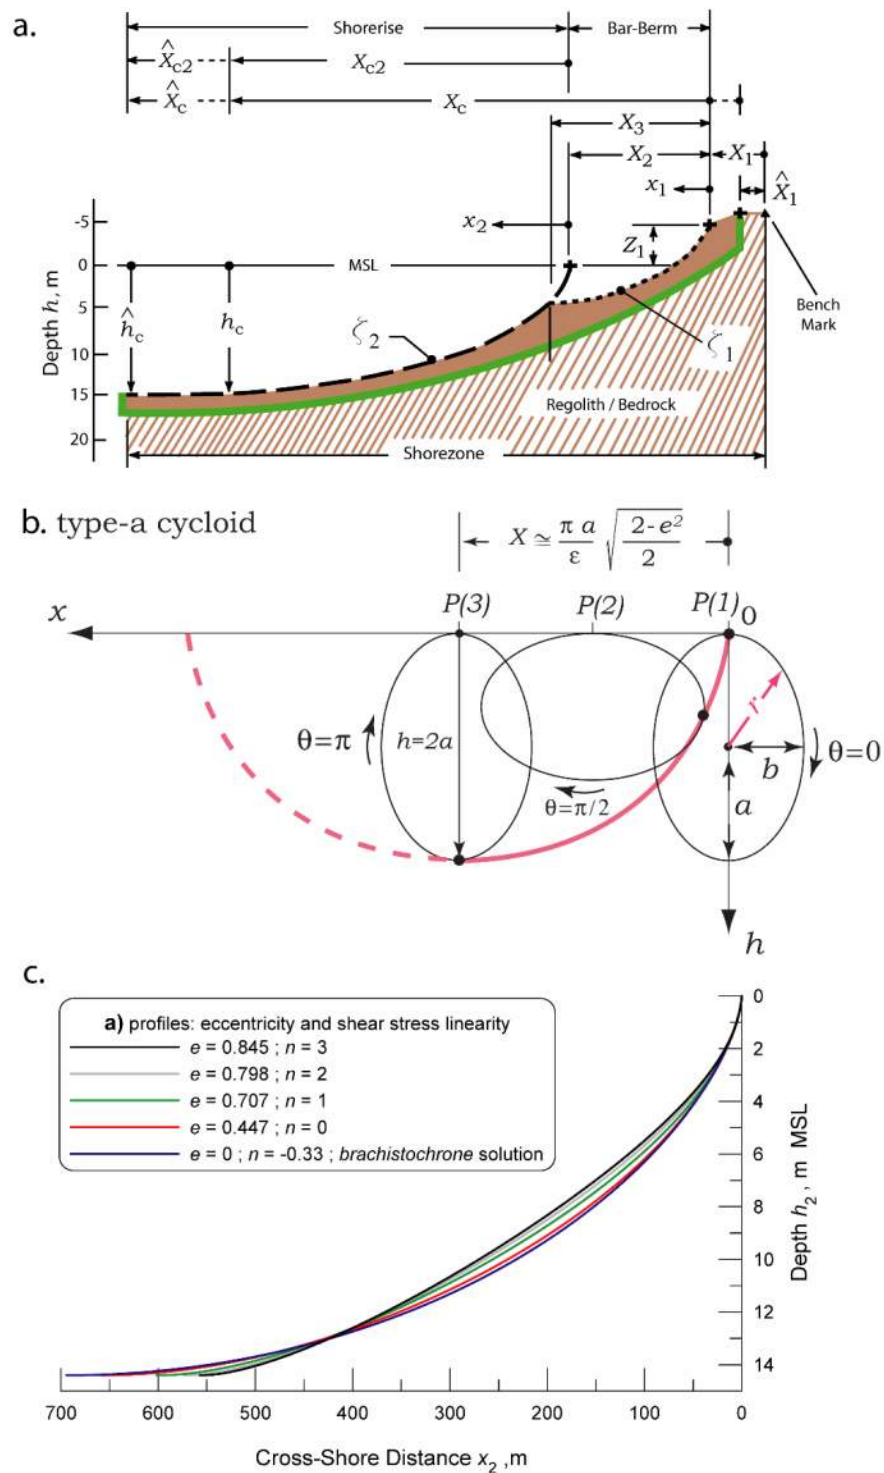 a.
Shorerise
Bar-Berm
X̂c2
Xc2
X̂c
Xc
X3
X2
X1
x1
X̂1
x2
Z1
Depth h, m
-5
0
5
10
15
20
MSL
ĥc
hc
ζ2
ζ1
Bench
Mark
Regolith / Bedrock
Shorezone
b. type-a cycloid
X ≅ π a / ε √(2-e² / 2)
x
P(3)
P(2)
P(1)
0
θ=π
h=2a
θ=π/2
r
b
θ=0
a
h
c.
a) profiles: eccentricity and shear stress linearity
e = 0.845 ; n = 3
e = 0.798 ; n = 2
e = 0.707 ; n = 1
e = 0.447 ; n = 0
e = 0 ; n = -0.33 ; brachistochrone solution
0
2
4
6
8
10
12
14
Depth h2 , m MSL
700 600 500 400 300 200 100 0
Cross-Shore Distance x2 ,m